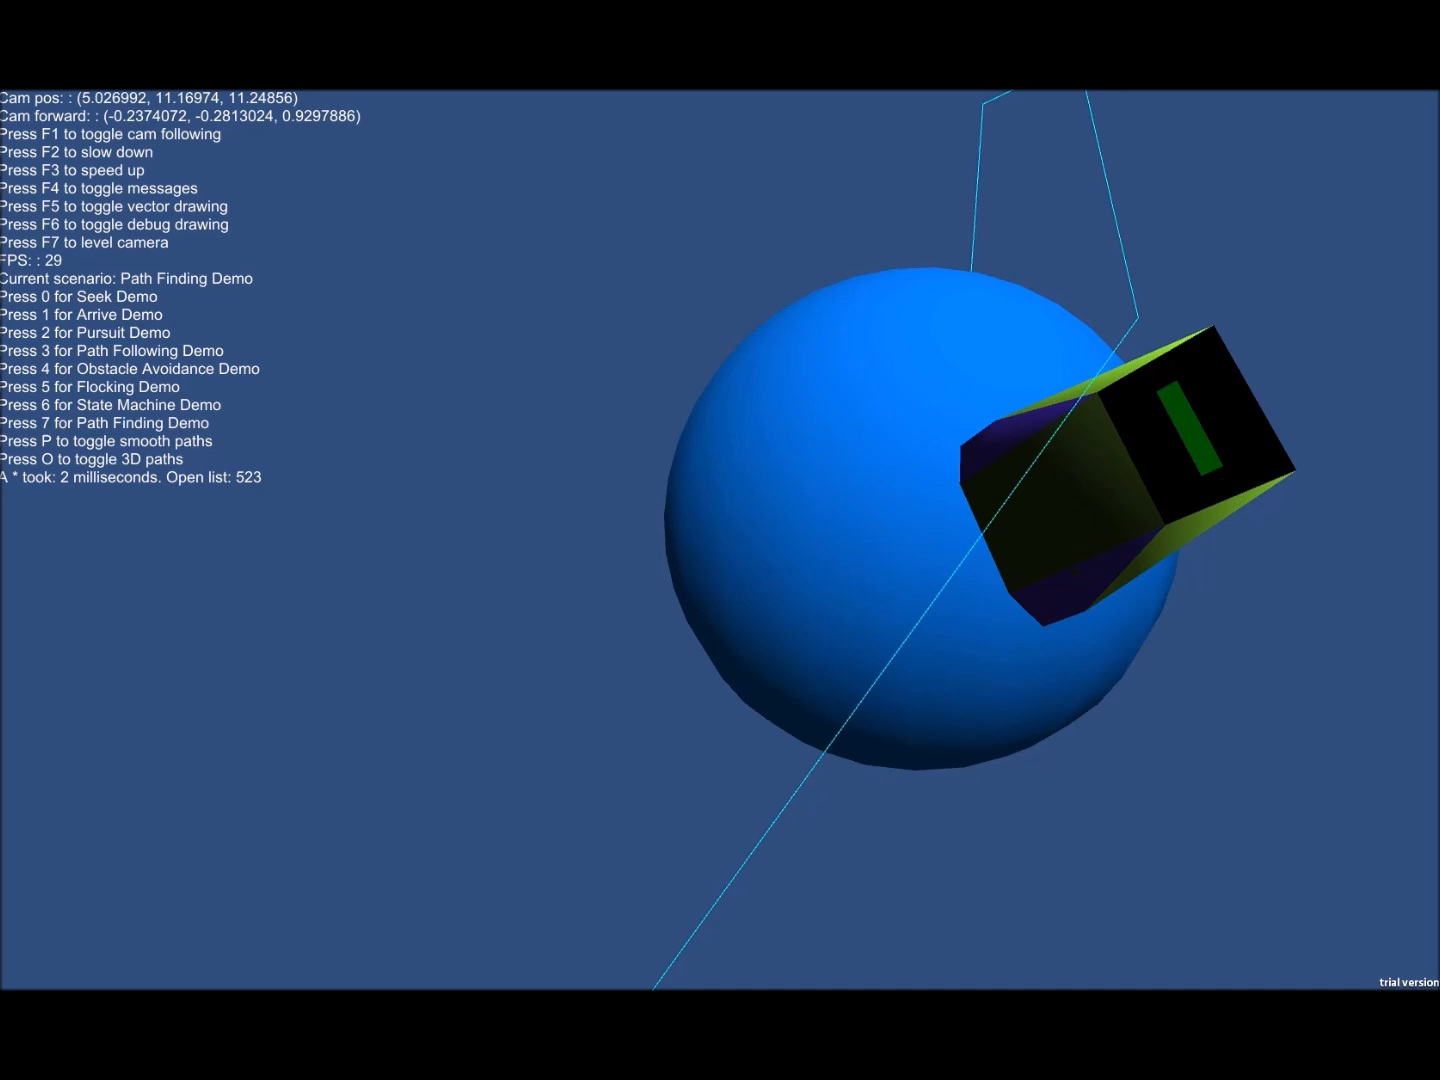 Cam pos: : (5.026992, 11.16974, 11.24856)
Cam forward: : (-0.2374072, -0.2813024, 0.9297886)
Press F1 to toggle cam following
Press F2 to slow down
Press F3 to speed up
Press F4 to toggle messages
Press F5 to toggle vector drawing
Press F6 to toggle debug drawing
Press F7 to level camera
FPS: : 29
Current scenario: Path Finding Demo
Press 0 for Seek Demo
Press 1 for Arrive Demo
Press 2 for Pursuit Demo
Press 3 for Path Following Demo
Press 4 for Obstacle Avoidance Demo
Press 5 for Flocking Demo
Press 6 for State Machine Demo
Press 7 for Path Finding Demo
Press P to toggle smooth paths
Press O to toggle 3D paths
A * took: 2 milliseconds. Open list: 523
trial version